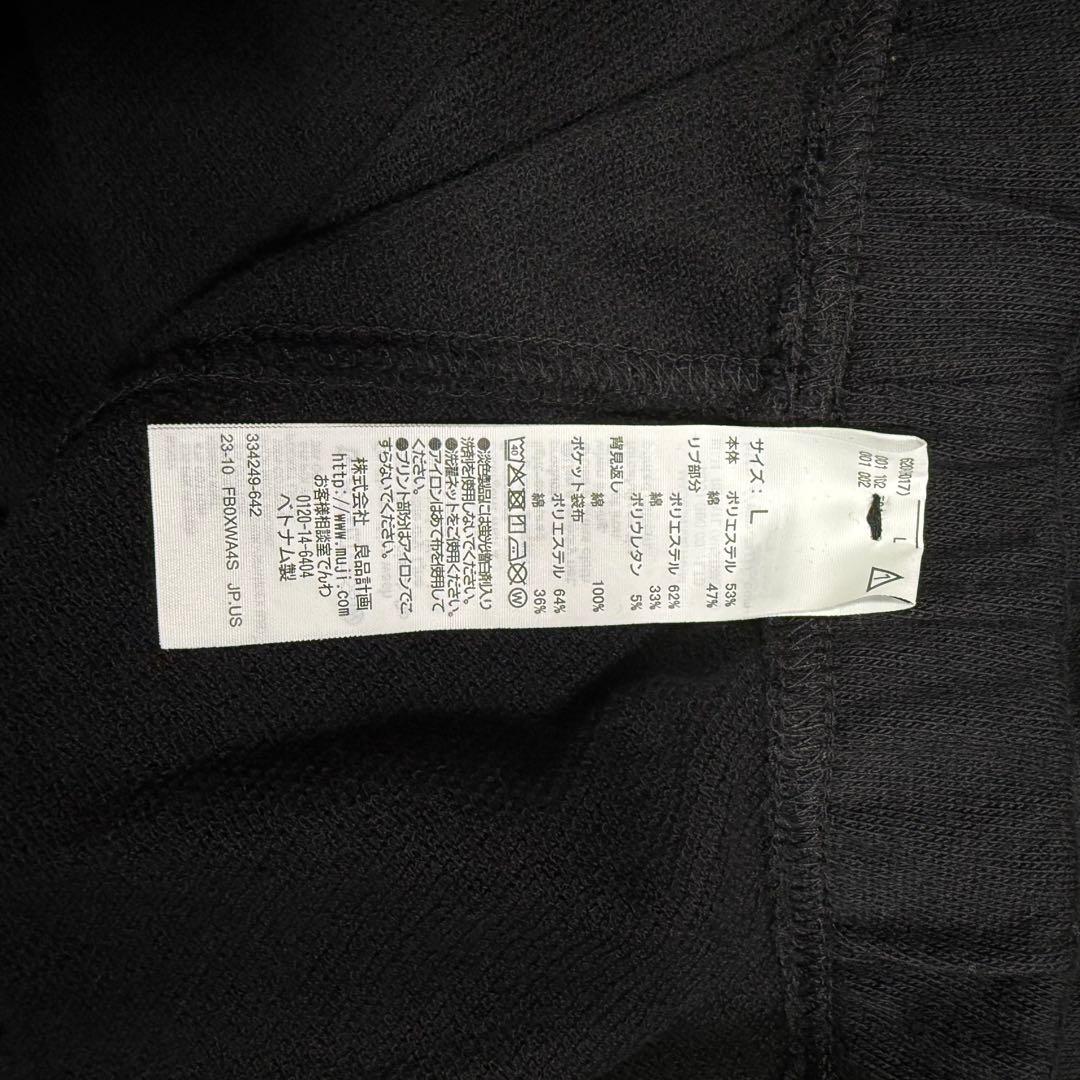 サイズ: L
本体 ポリエステル 53%
綿 47%
リブ部分
ポリエステル 62%
綿 33%
ポリウレタン 5%
背見返し
綿 100%
ポケット袋布
ポリエステル 64%
綿 36%
40
W
●淡色製品には蛍光増白剤入り
洗剤を使用しないでください。
●洗濯ネットをご使用ください。
●アイロンはあて布を使用して
ください。
●プリント部分はアイロンでこ
すらないでください。
株式会社 良品計画
http://www.muji.com
お客様相談室でんわ
0120-14-6404
ベトナム製
334249-642
23-10 FB0XWA4S JP.US
001 102
001 002
L
1